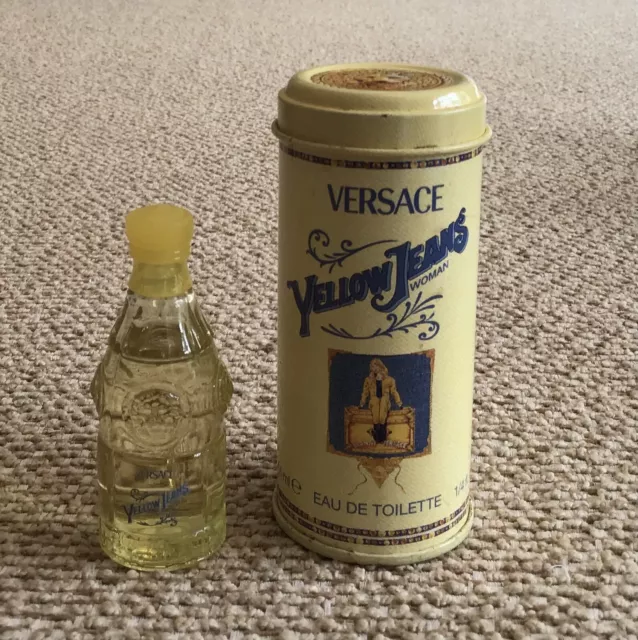 VERSACE
YELLOW JEANS
WOMAN
EAU DE TOILETTE
YELLOW JEANS